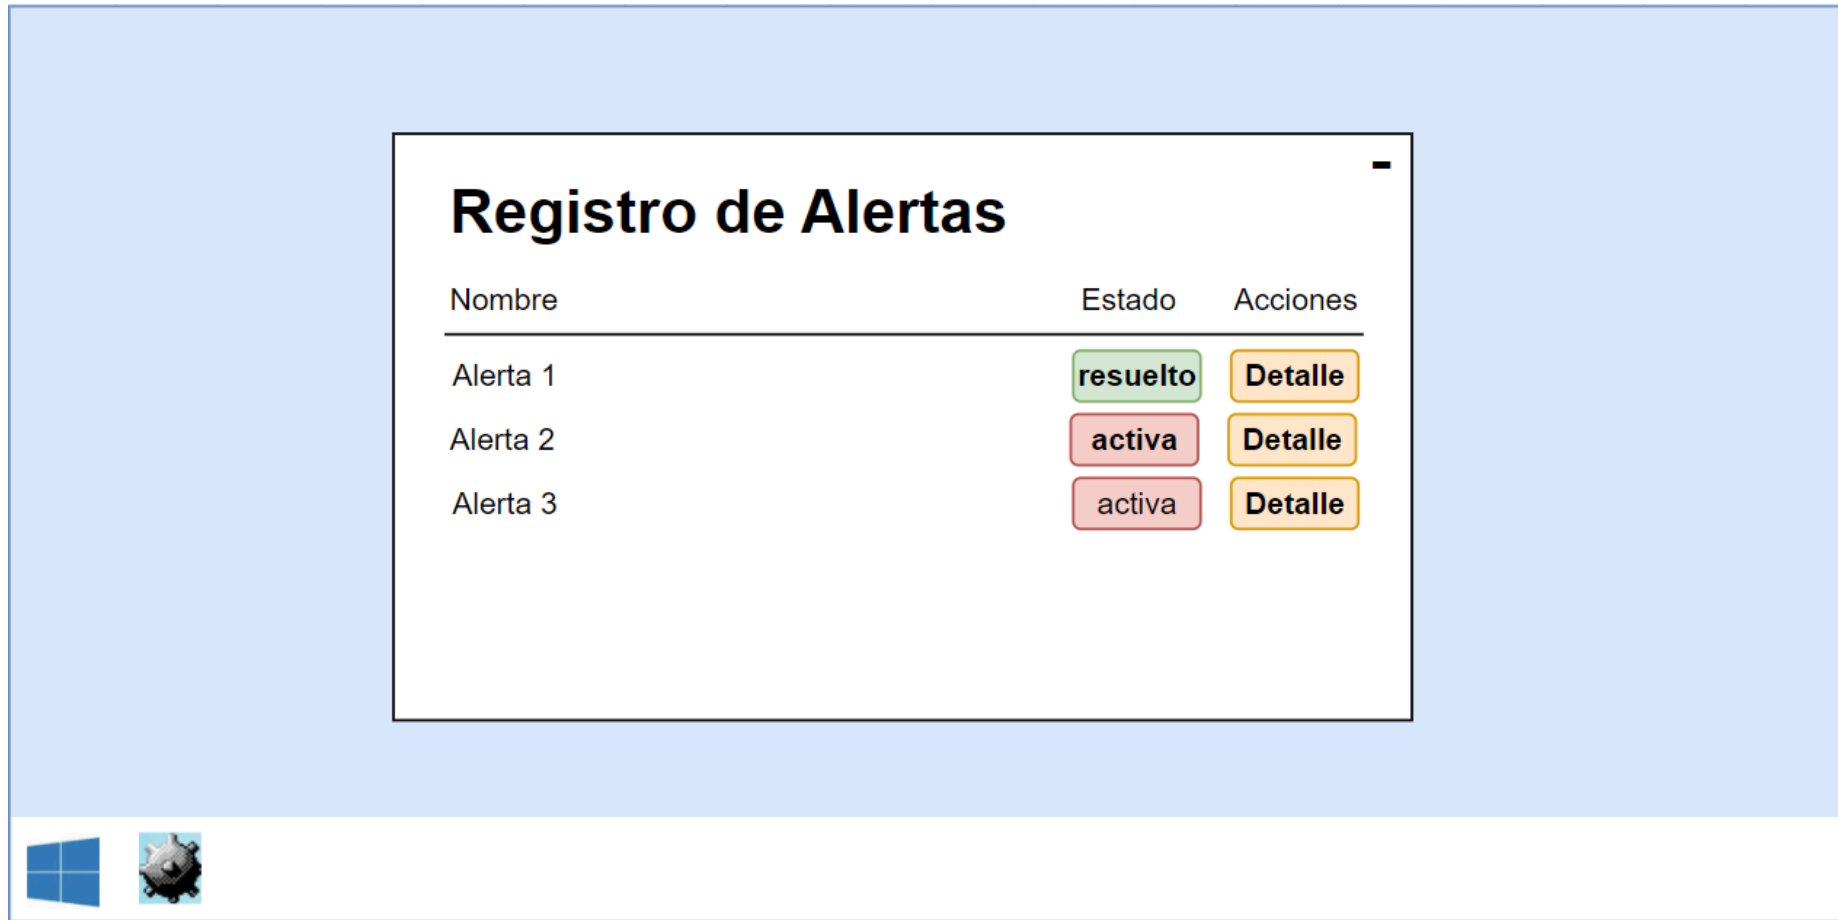 -
Registro de Alertas
Nombre Estado Acciones
Alerta 1 resuelto Detalle
Alerta 2 activa Detalle
Alerta 3 activa Detalle